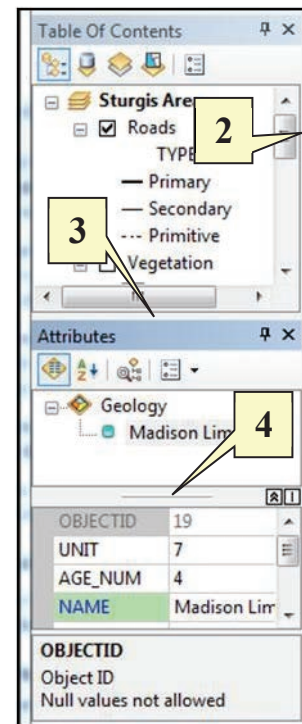 Table Of Contents
Sturgis Are
Roads
2
TYPE
Primary
Secondary
3
Primitive
Vegetation
Attributes
Geology
Madison Lim
4
OBJECTID 19
UNIT 7
AGE_NUM 4
NAME Madison Lim
OBJECTID
Object ID
Null values not allowed